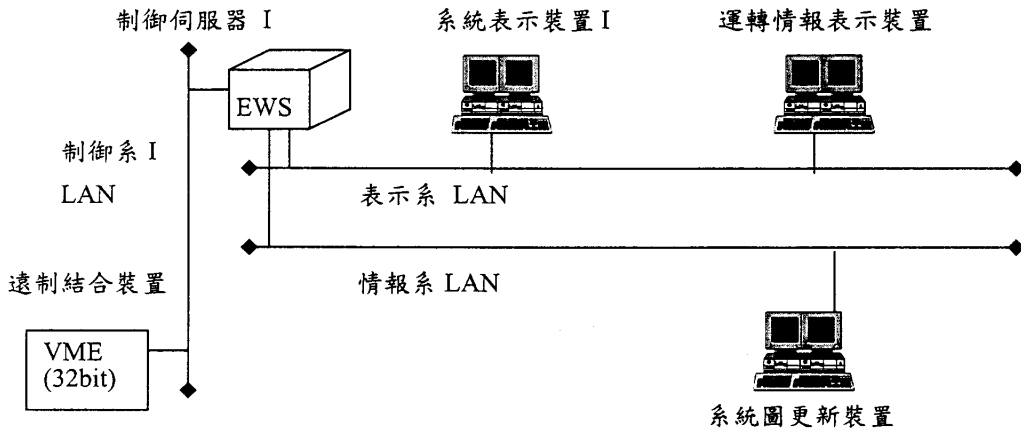 制御伺服器 I
系統表示裝置 I
運轉情報表示裝置
EWS
制御系 I
LAN
表示系 LAN
情報系 LAN
遠制結合裝置
VME
(32bit)
系統圖更新裝置